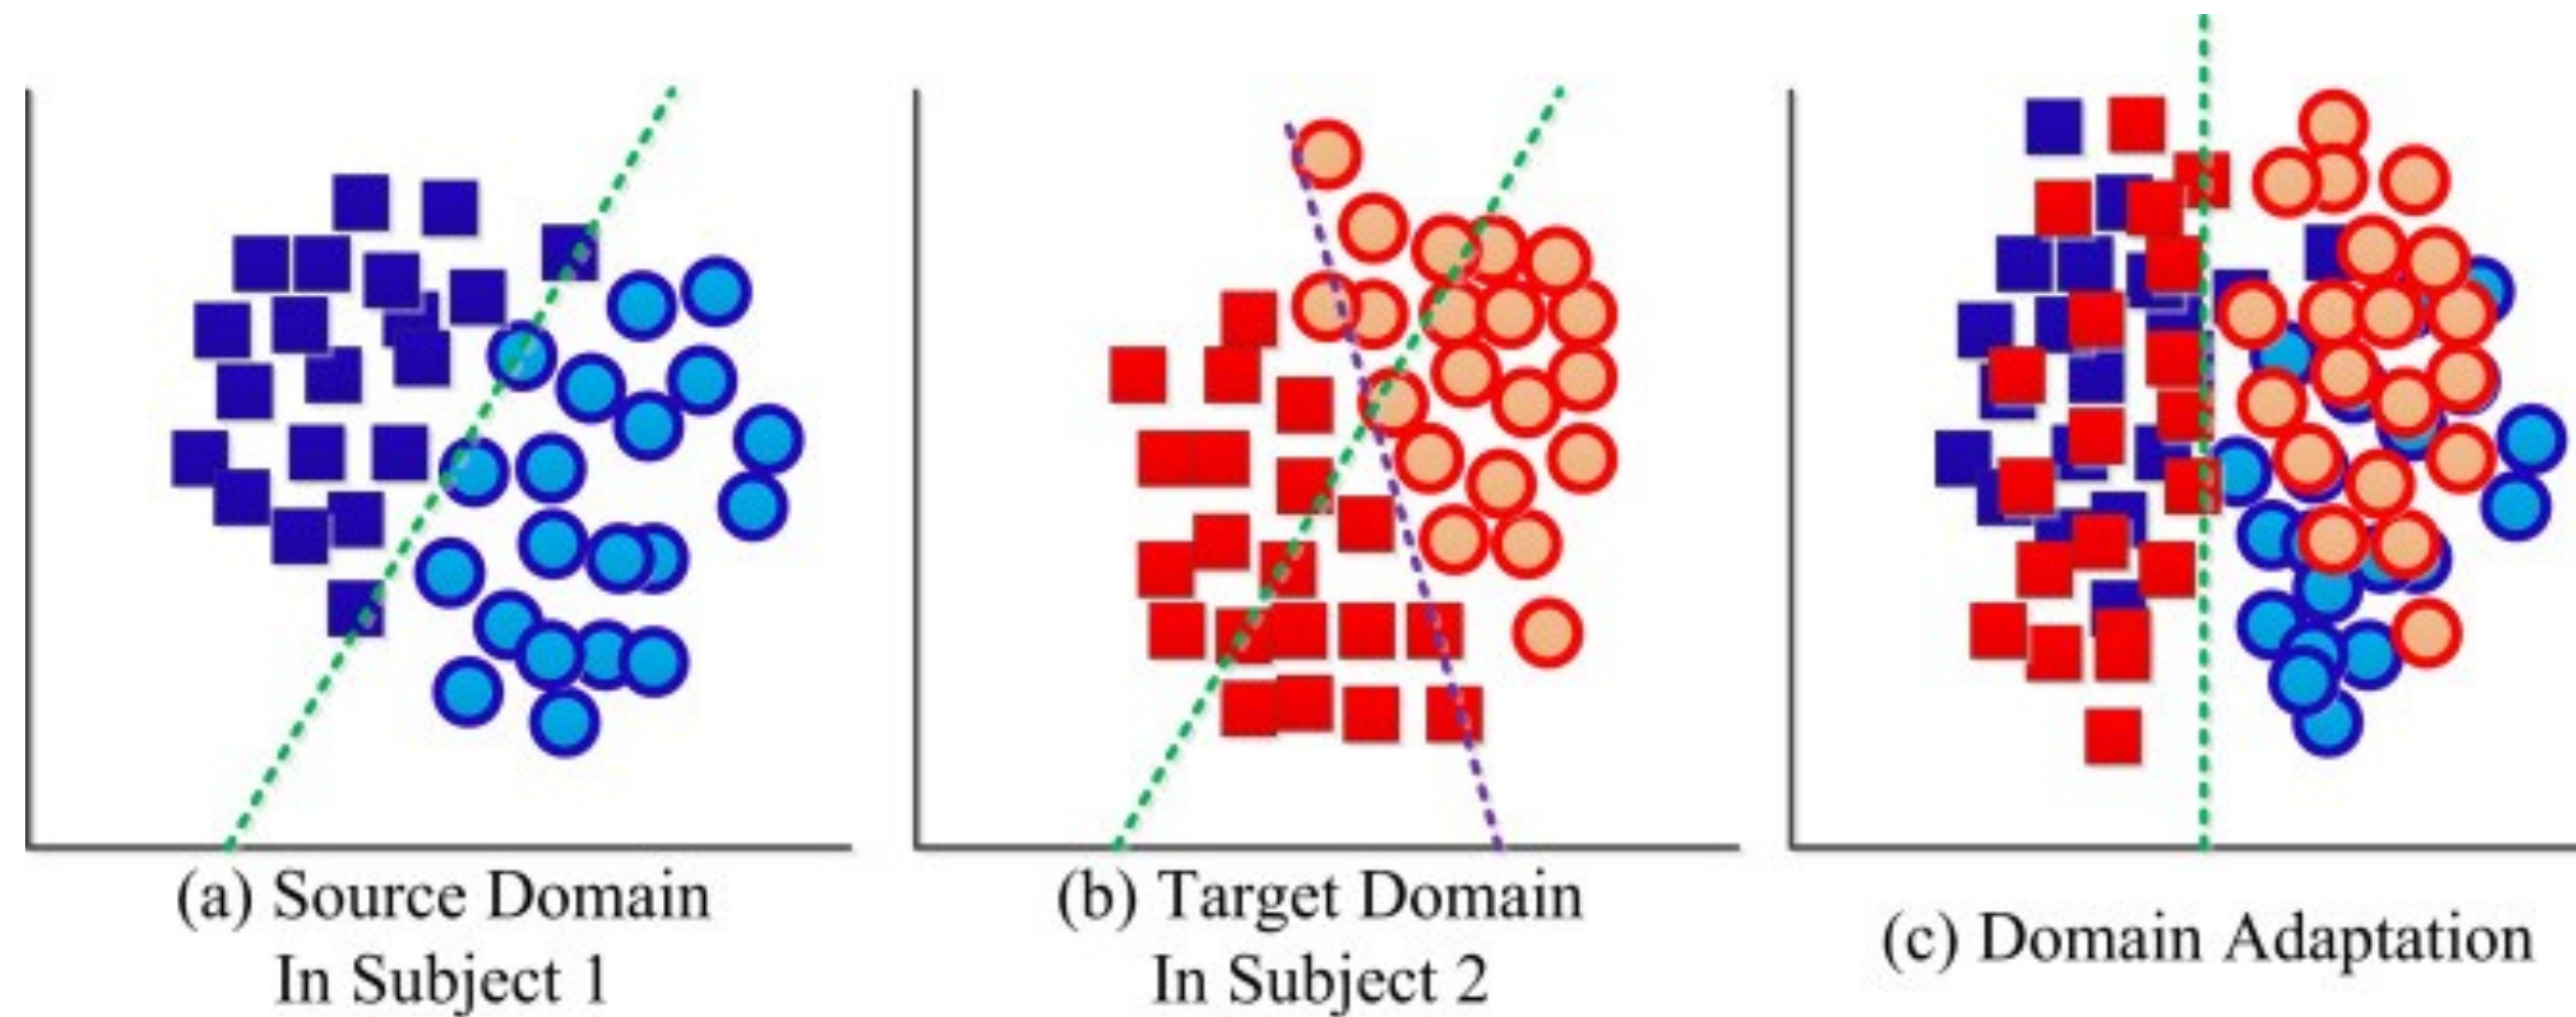 (a) Source Domain
In Subject 1
(b) Target Domain
In Subject 2
(c) Domain Adaptation